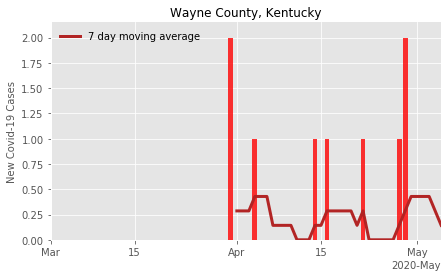 Wayne County, Kentucky
7 day moving average
New Covid-19 Cases
2.00
1.75
1.50
1.25
1.00
0.75
0.50
0.25
0.00
Mar
15
Apr
15
May
2020-May